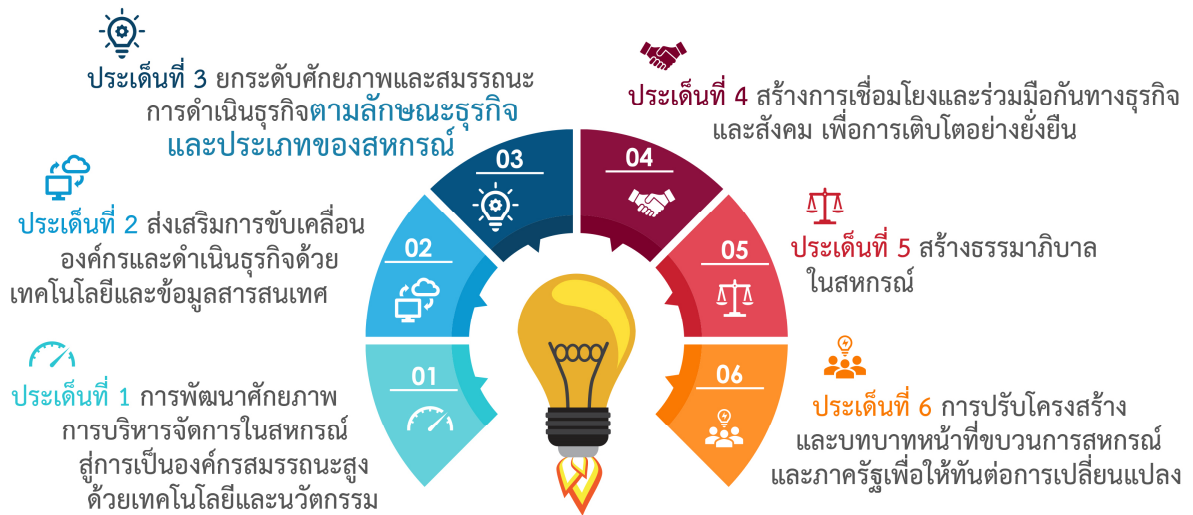 ประเด็นที่ 1 การพัฒนาศักยภาพ
การบริหารจัดการในสหกรณ์
สู่การเป็นองค์กรสมรรถนะสูง
ด้วยเทคโนโลยีและนวัตกรรม
ประเด็นที่ 2 ส่งเสริมการขับเคลื่อน
องค์กรและดำเนินธุรกิจด้วย
เทคโนโลยีและข้อมูลสารสนเทศ
ประเด็นที่ 3 ยกระดับศักยภาพและสมรรถนะ
การดำเนินธุรกิจตามลักษณะธุรกิจ
และประเภทของสหกรณ์
ประเด็นที่ 4 สร้างการเชื่อมโยงและร่วมมือกันทางธุรกิจ
และสังคม เพื่อการเติบโตอย่างยั่งยืน
ประเด็นที่ 5 สร้างธรรมาภิบาล
ในสหกรณ์
ประเด็นที่ 6 การปรับโครงสร้าง
และบทบาทหน้าที่ขบวนการสหกรณ์
และภาครัฐเพื่อให้ทันต่อการเปลี่ยนแปลง
01
02
03
04
05
06